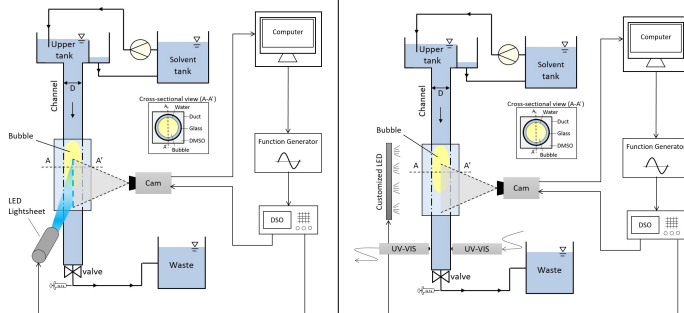 Upper
tank
Solvent
tank
Computer
Channel
D
Cross-sectional view (A-A')
A
Water
Duct
Glass
DMSO
A'
Bubble
Bubble
A
A'
Cam
Function Generator
LED
Lightsheet
DSO
valve
Waste
Upper
tank
Solvent
tank
Computer
Channel
D
Cross-sectional view (A-A')
A
Water
Duct
Glass
DMSO
A'
Bubble
Bubble
A
A'
Cam
Function Generator
Customized LED
DSO
UV-VIS
UV-VIS
valve
Waste